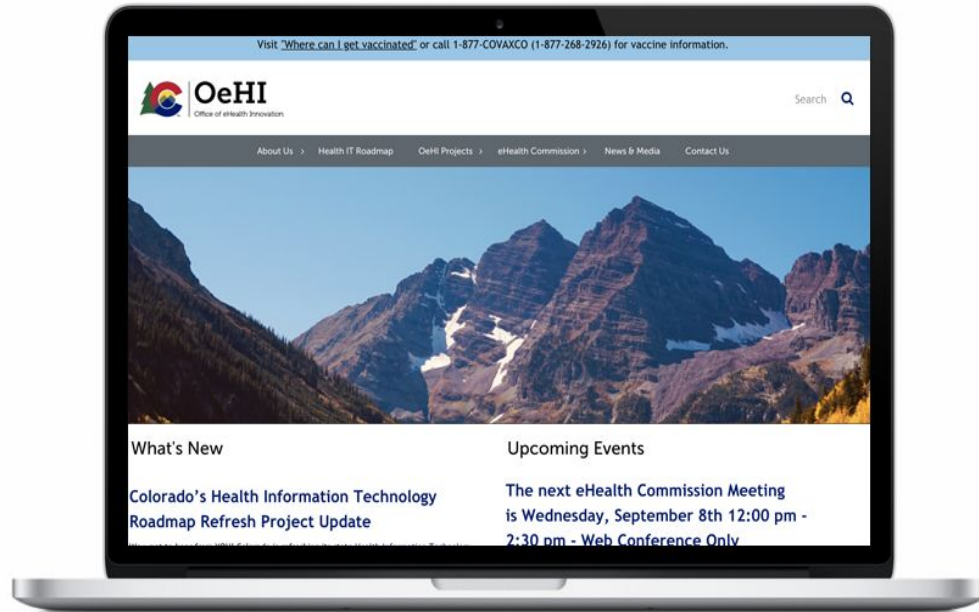 Visit "Where can I get vaccinated" or call 1-877-COVAXCO (1-877-268-2926) for vaccine information.
OeHI
Office of eHealth Innovation
Search
About Us > Health IT Roadmap OeHI Projects > eHealth Commission > News & Media Contact Us
What's New
Colorado's Health Information Technology
Roadmap Refresh Project Update
Upcoming Events
The next eHealth Commission Meeting
is Wednesday, September 8th 12:00 pm -
2:30 pm - Web Conference Only